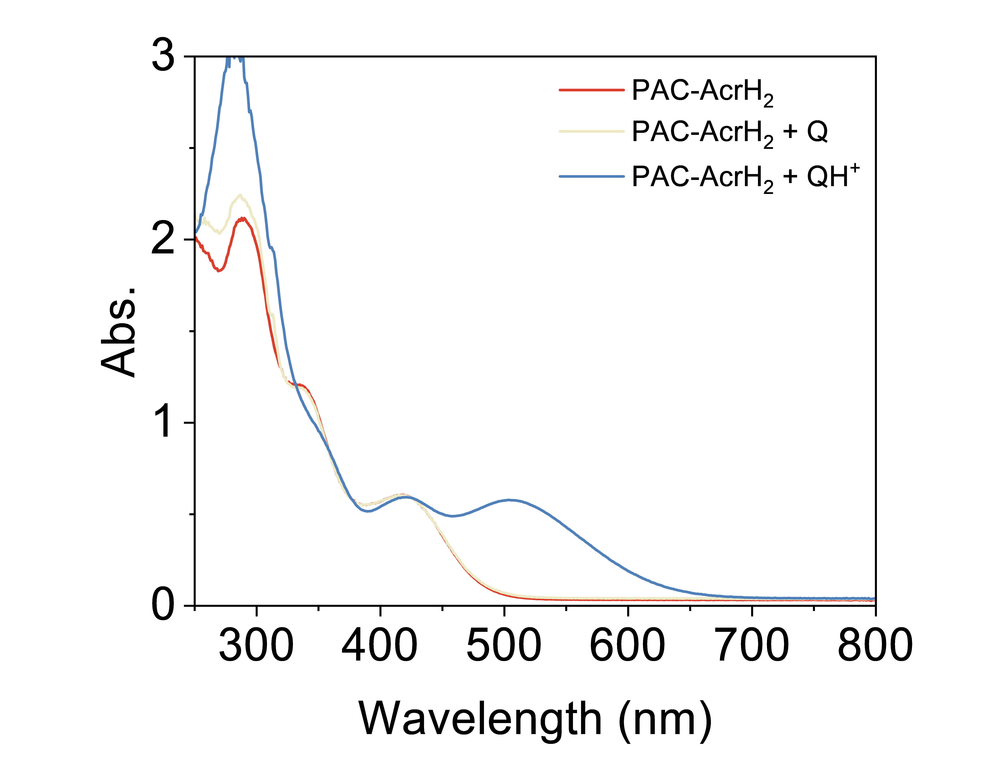 3
2
1
0
Abs.
PAC-AcrH₂
PAC-AcrH₂ + Q
PAC-AcrH₂ + QH⁺
300 400 500 600 700 800
Wavelength (nm)